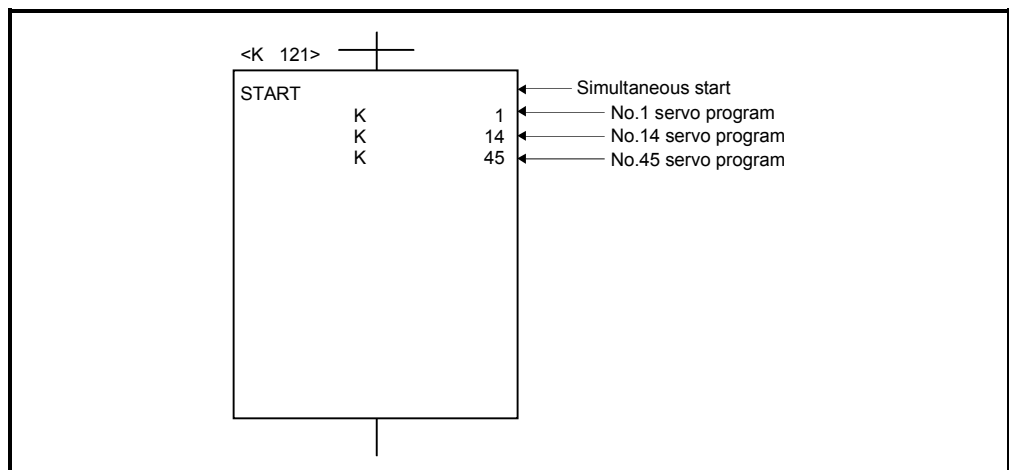 <K 121>
START Simultaneous start
K 1 No.1 servo program
K 14 No.14 servo program
K 45 No.45 servo program